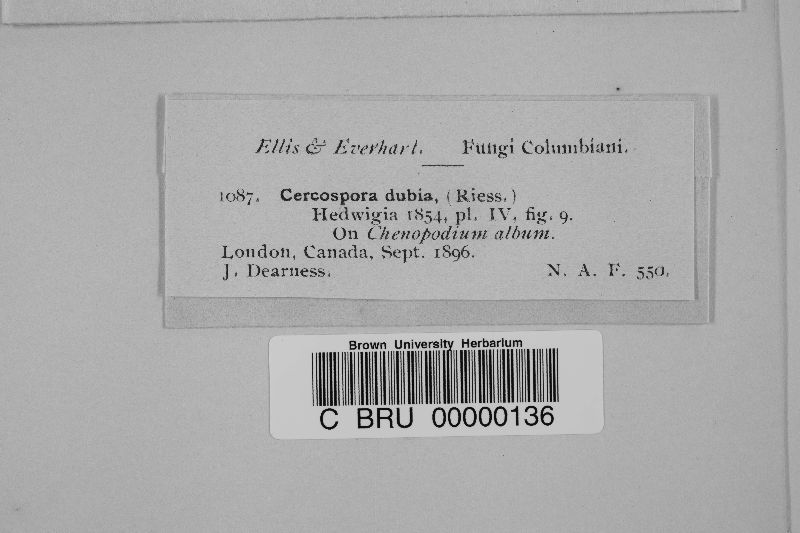 Ellis & Everhart. Fungi Columbiani.
1087. Cercospora dubia, (Riess.)
Hedwigia 1854, pl. IV, fig. 9.
On Chenopodium album.
London, Canada, Sept. 1896.
J. Dearness. N. A. F. 550.
Brown University Herbarium
C BRU 00000136